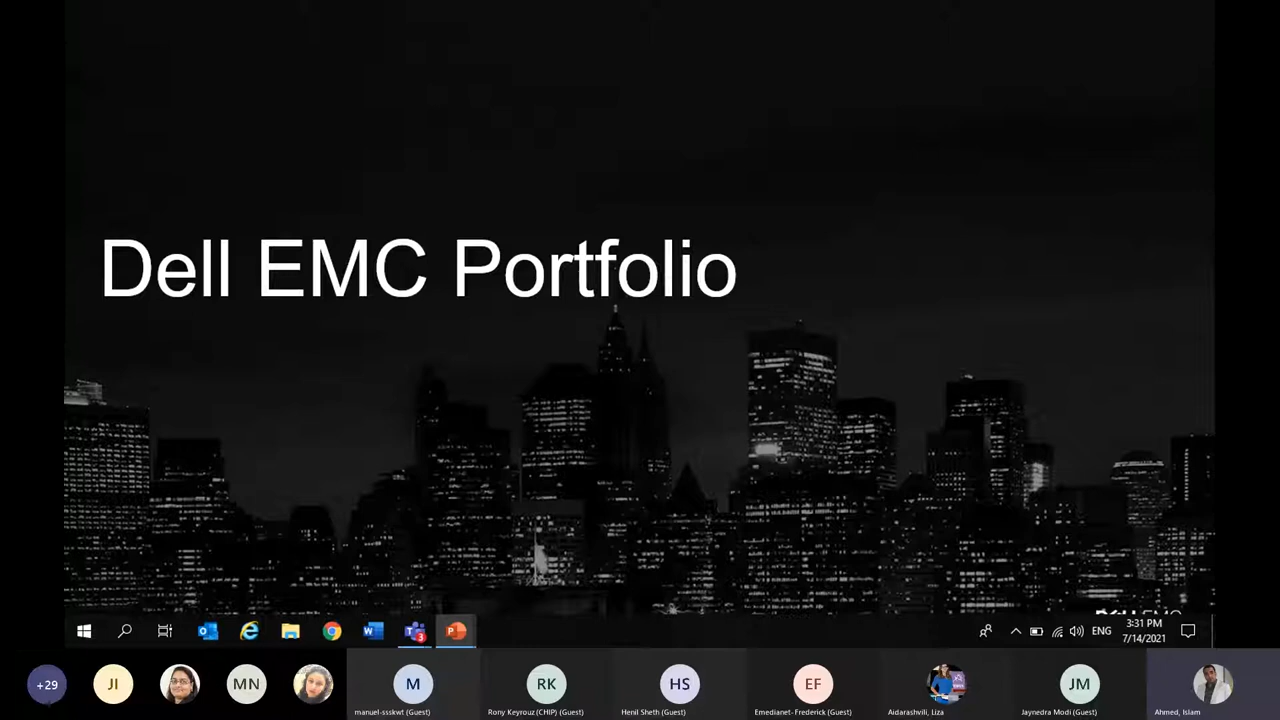 Dell EMC Portfolio
3
ENG
3:31 PM
7/14/2021
+29
JI
MN
M
RK
HS
EF
JM
manuel-ssskwt (Guest)
Rony Keyrouz (CHIP) (Guest)
Henil Sheth (Guest)
Emedianet- Frederick (Guest)
Aidarashvili, Liza
Jaynedra Modi (Guest)
Ahmed, Islam